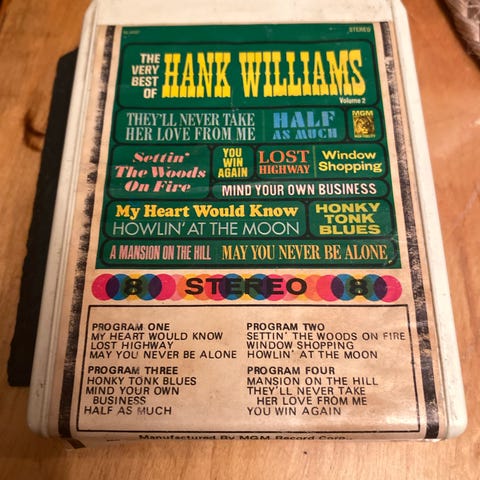 STEREO
THE
VERY
BEST
OF
HANK WILLIAMS
Volume 2
THEY'LL NEVER TAKE
HER LOVE FROM ME
HALF
AS MUCH
MGM
Settin'
The Woods
On Fire
YOU
WIN
AGAIN
LOST
HIGHWAY
Window
Shopping
MIND YOUR OWN BUSINESS
My Heart Would Know
HOWLIN' AT THE MOON
HONKY
TONK
BLUES
A MANSION ON THE HILL
MAY YOU NEVER BE ALONE
8 STEREO 8
PROGRAM ONE
MY HEART WOULD KNOW
LOST HIGHWAY
MAY YOU NEVER BE ALONE
PROGRAM TWO
SETTIN' THE WOODS ON FIRE
WINDOW SHOPPING
HOWLIN' AT THE MOON
PROGRAM THREE
HONKY TONK BLUES
MIND YOUR OWN
BUSINESS
HALF AS MUCH
PROGRAM FOUR
MANSION ON THE HILL
THEY'LL NEVER TAKE
HER LOVE FROM ME
YOU WIN AGAIN
Manufactured By MGM Record Corp.